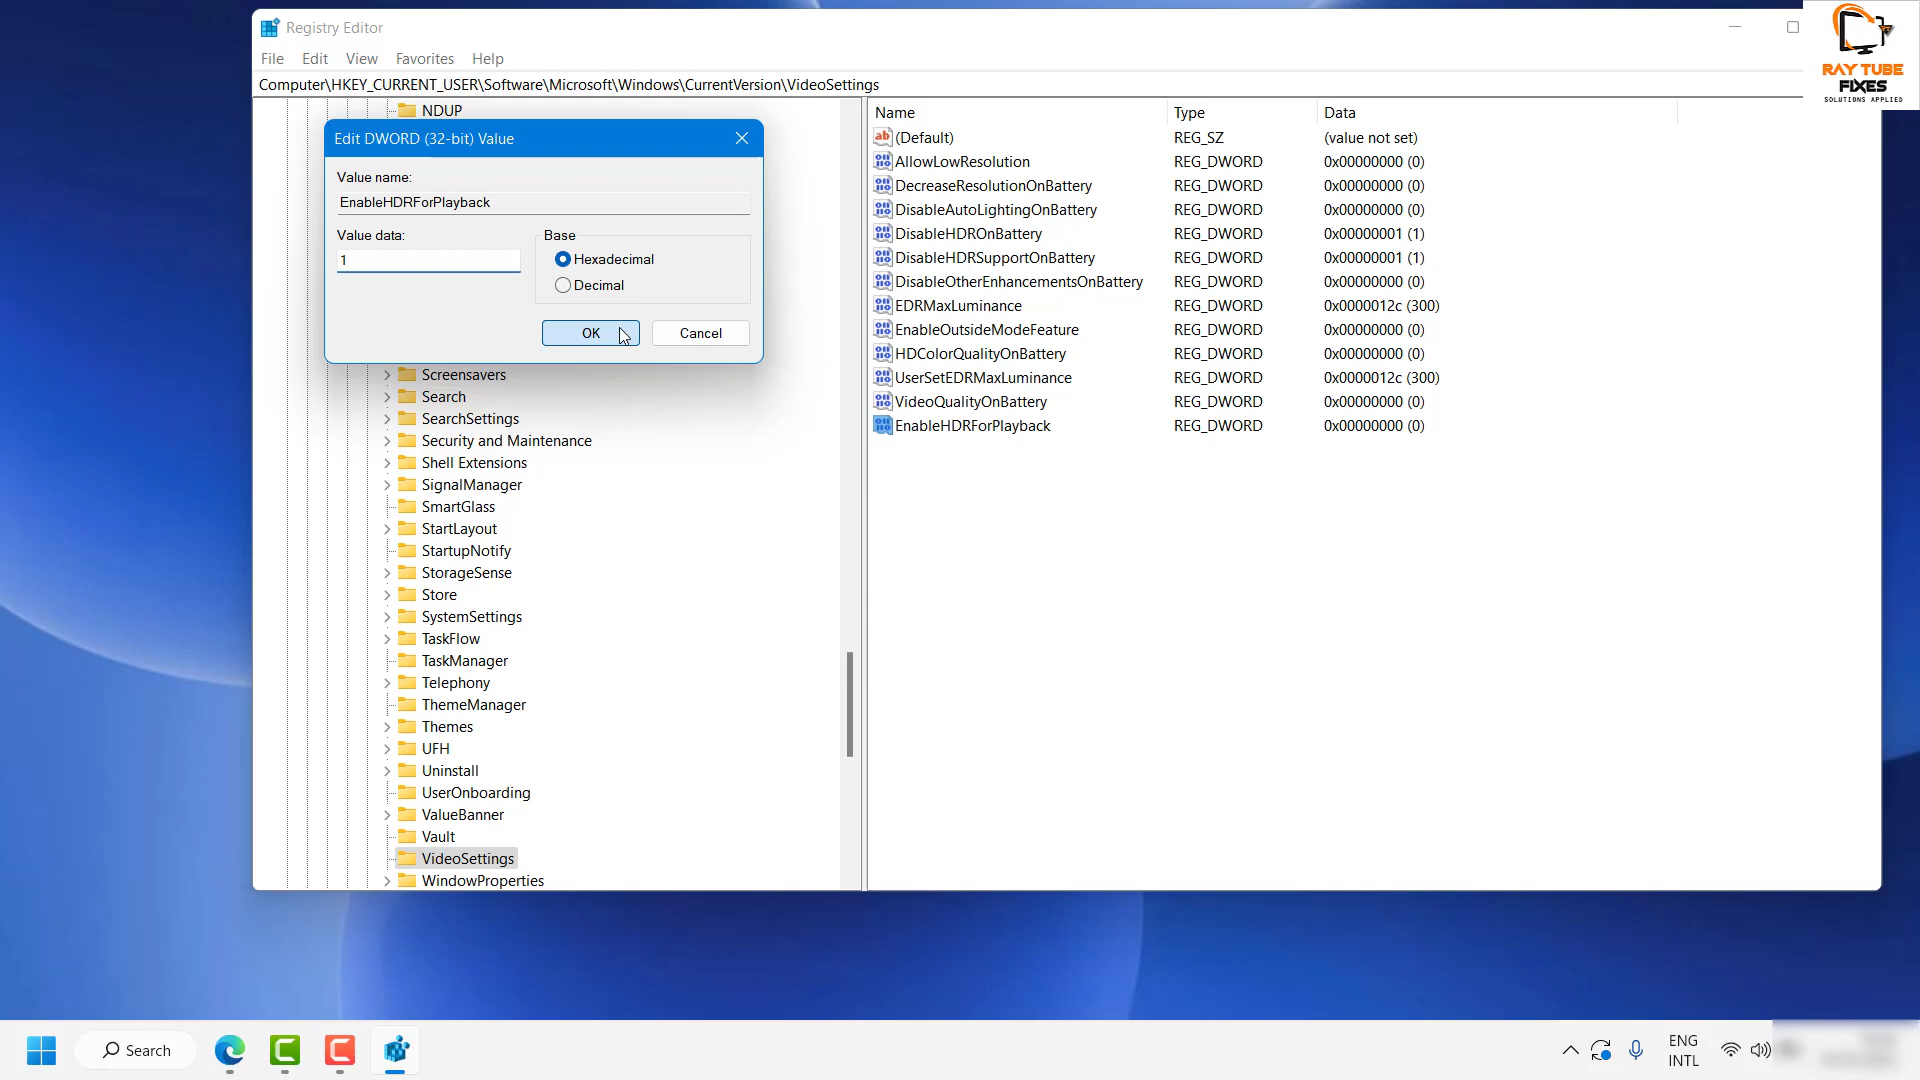 Registry Editor
RAY TUBE
FIXES
SOLUTIONS APPLIED
File Edit View Favorites Help
Computer\HKEY_CURRENT_USER\Software\Microsoft\Windows\CurrentVersion\VideoSettings
NDUP
Edit DWORD (32-bit) Value
Value name:
EnableHDRForPlayback
Value data:
1
Base
Hexadecimal
Decimal
OK
Cancel
Screensavers
Search
SearchSettings
Security and Maintenance
Shell Extensions
SignalManager
SmartGlass
StartLayout
StartupNotify
StorageSense
Store
SystemSettings
TaskFlow
TaskManager
Telephony
ThemeManager
Themes
UFH
Uninstall
UserOnboarding
ValueBanner
Vault
VideoSettings
WindowProperties
Name Type Data
(Default) REG_SZ (value not set)
AllowLowResolution REG_DWORD 0x00000000 (0)
DecreaseResolutionOnBattery REG_DWORD 0x00000000 (0)
DisableAutoLightingOnBattery REG_DWORD 0x00000000 (0)
DisableHDROnBattery REG_DWORD 0x00000001 (1)
DisableHDRSupportOnBattery REG_DWORD 0x00000001 (1)
DisableOtherEnhancementsOnBattery REG_DWORD 0x00000000 (0)
EDRMaxLuminance REG_DWORD 0x0000012c (300)
EnableOutsideModeFeature REG_DWORD 0x00000000 (0)
HDColorQualityOnBattery REG_DWORD 0x00000000 (0)
UserSetEDRMaxLuminance REG_DWORD 0x0000012c (300)
VideoQualityOnBattery REG_DWORD 0x00000000 (0)
EnableHDRForPlayback REG_DWORD 0x00000000 (0)
Search
ENG
INTL